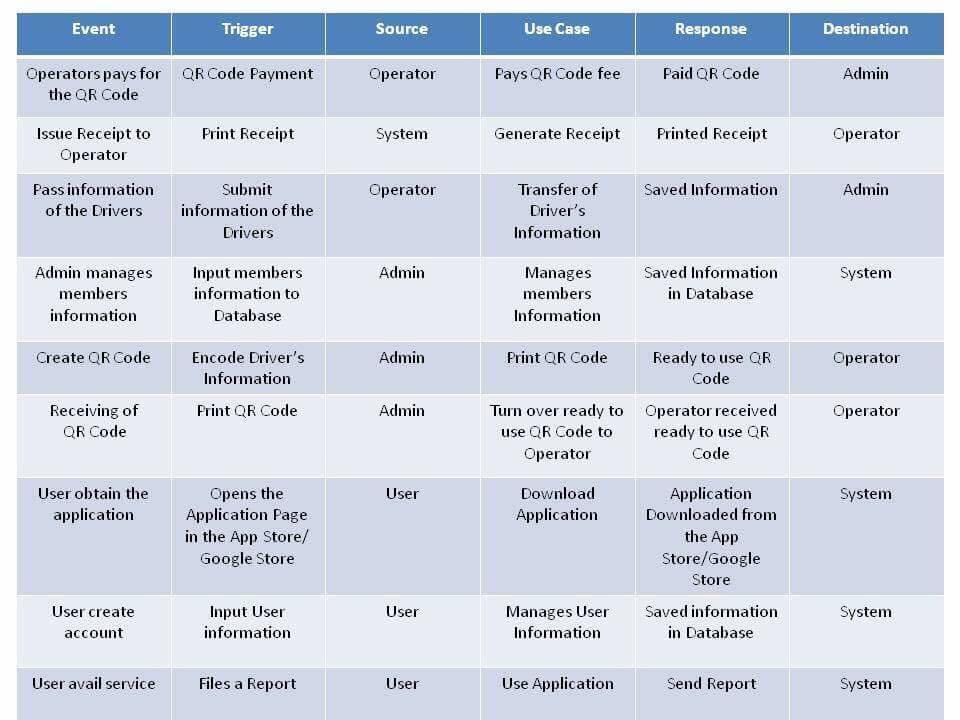 Event Trigger Source Use Case Response Destination
Operators pays for QR Code Payment Operator Pays QR Code fee Paid QR Code Admin
the QR Code
Issue Receipt to Print Receipt System Generate Receipt Printed Receipt Operator
Operator
Pass information Submit Operator Transfer of Saved Information Admin
of the Drivers information of the Driver’s
Drivers Information
Admin manages Input members Admin Manages Saved Information System
members information to members in Database
information Database Information
Create QR Code Encode Driver’s Admin Print QR Code Ready to use QR Operator
Information Code
Receiving of Print QR Code Admin Turn over ready to Operator received Operator
QR Code use QR Code to ready to use QR
Operator Code
User obtain the Opens the User Download Application System
application Application Page Application Downloaded from
in the App Store/ the App
Google Store Store/Google
Store
User create Input User User Manages User Saved information System
account information Information in Database
User avail service Files a Report User Use Application Send Report System